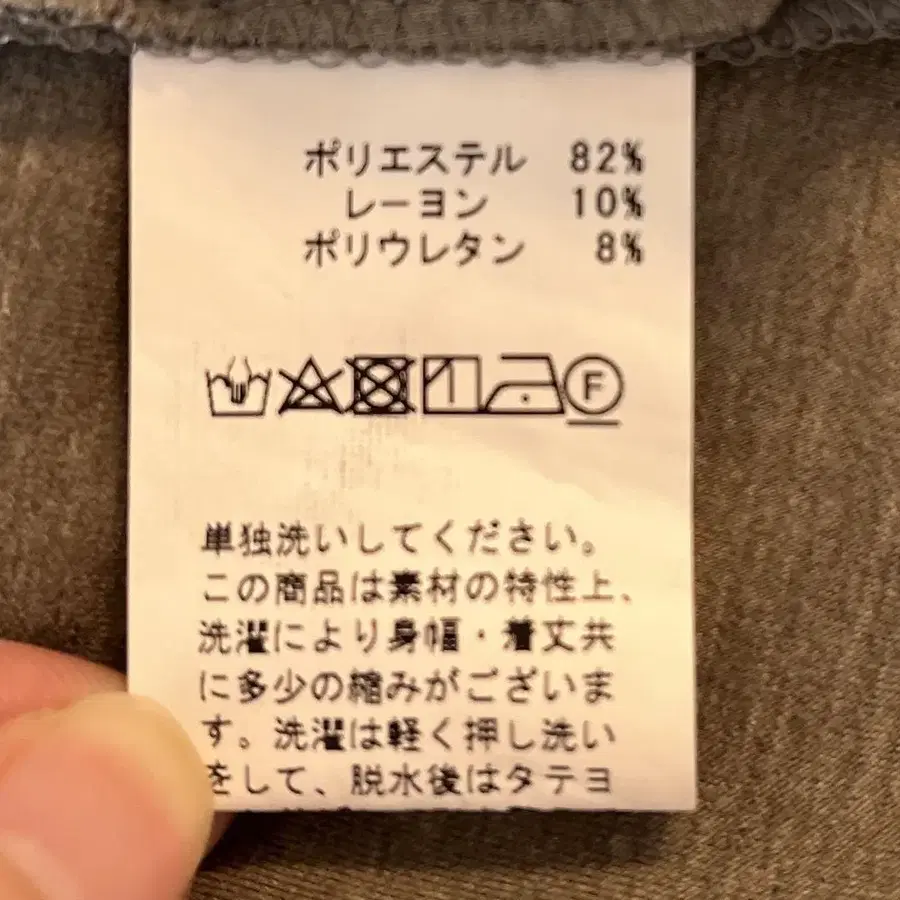 ポリエステル 82%
レーヨン 10%
ポリウレタン 8%
F
単独洗いしてください。
この商品は素材の特性上、
洗濯により身幅・着丈共
に多少の縮みがございま
す。洗濯は軽く押し洗い
をして、脱水後はタテヨ